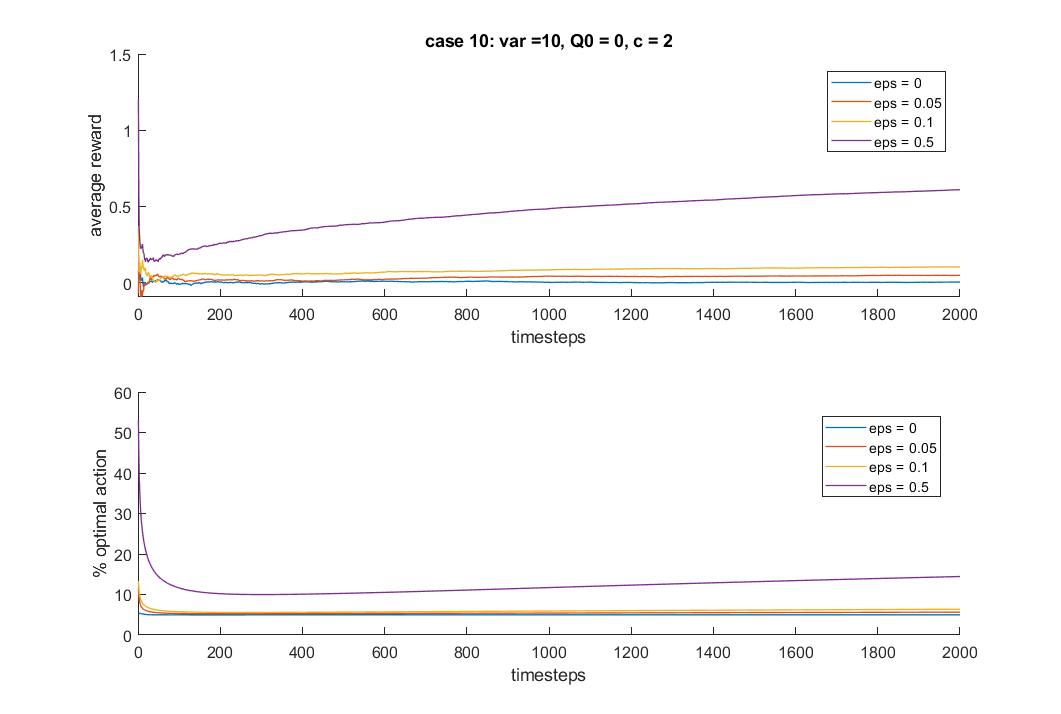 case 10: var =10, Q0 = 0, c = 2
1.5
1
0.5
0
average reward
eps = 0
eps = 0.05
eps = 0.1
eps = 0.5
0 200 400 600 800 1000 1200 1400 1600 1800 2000
timesteps
60
50
40
30
20
10
0
% optimal action
eps = 0
eps = 0.05
eps = 0.1
eps = 0.5
0 200 400 600 800 1000 1200 1400 1600 1800 2000
timesteps